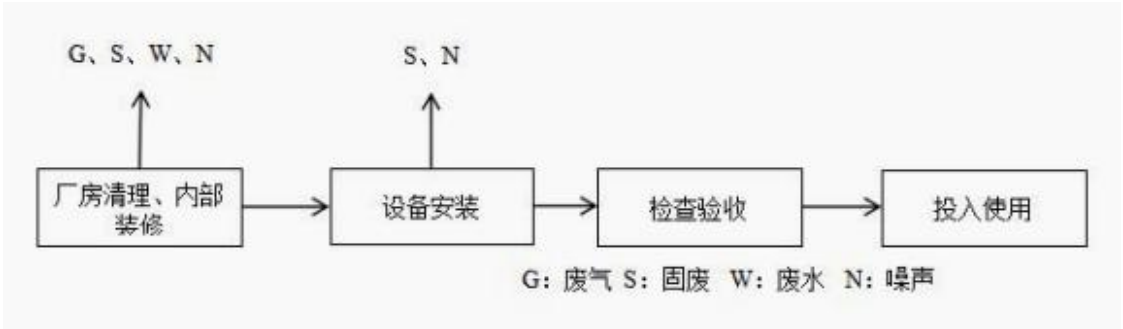 G、S、W、N
S、N
厂房清理、内部
装修
设备安装
检查验收
投入使用
G：废气 S：固废 W：废水 N：噪声